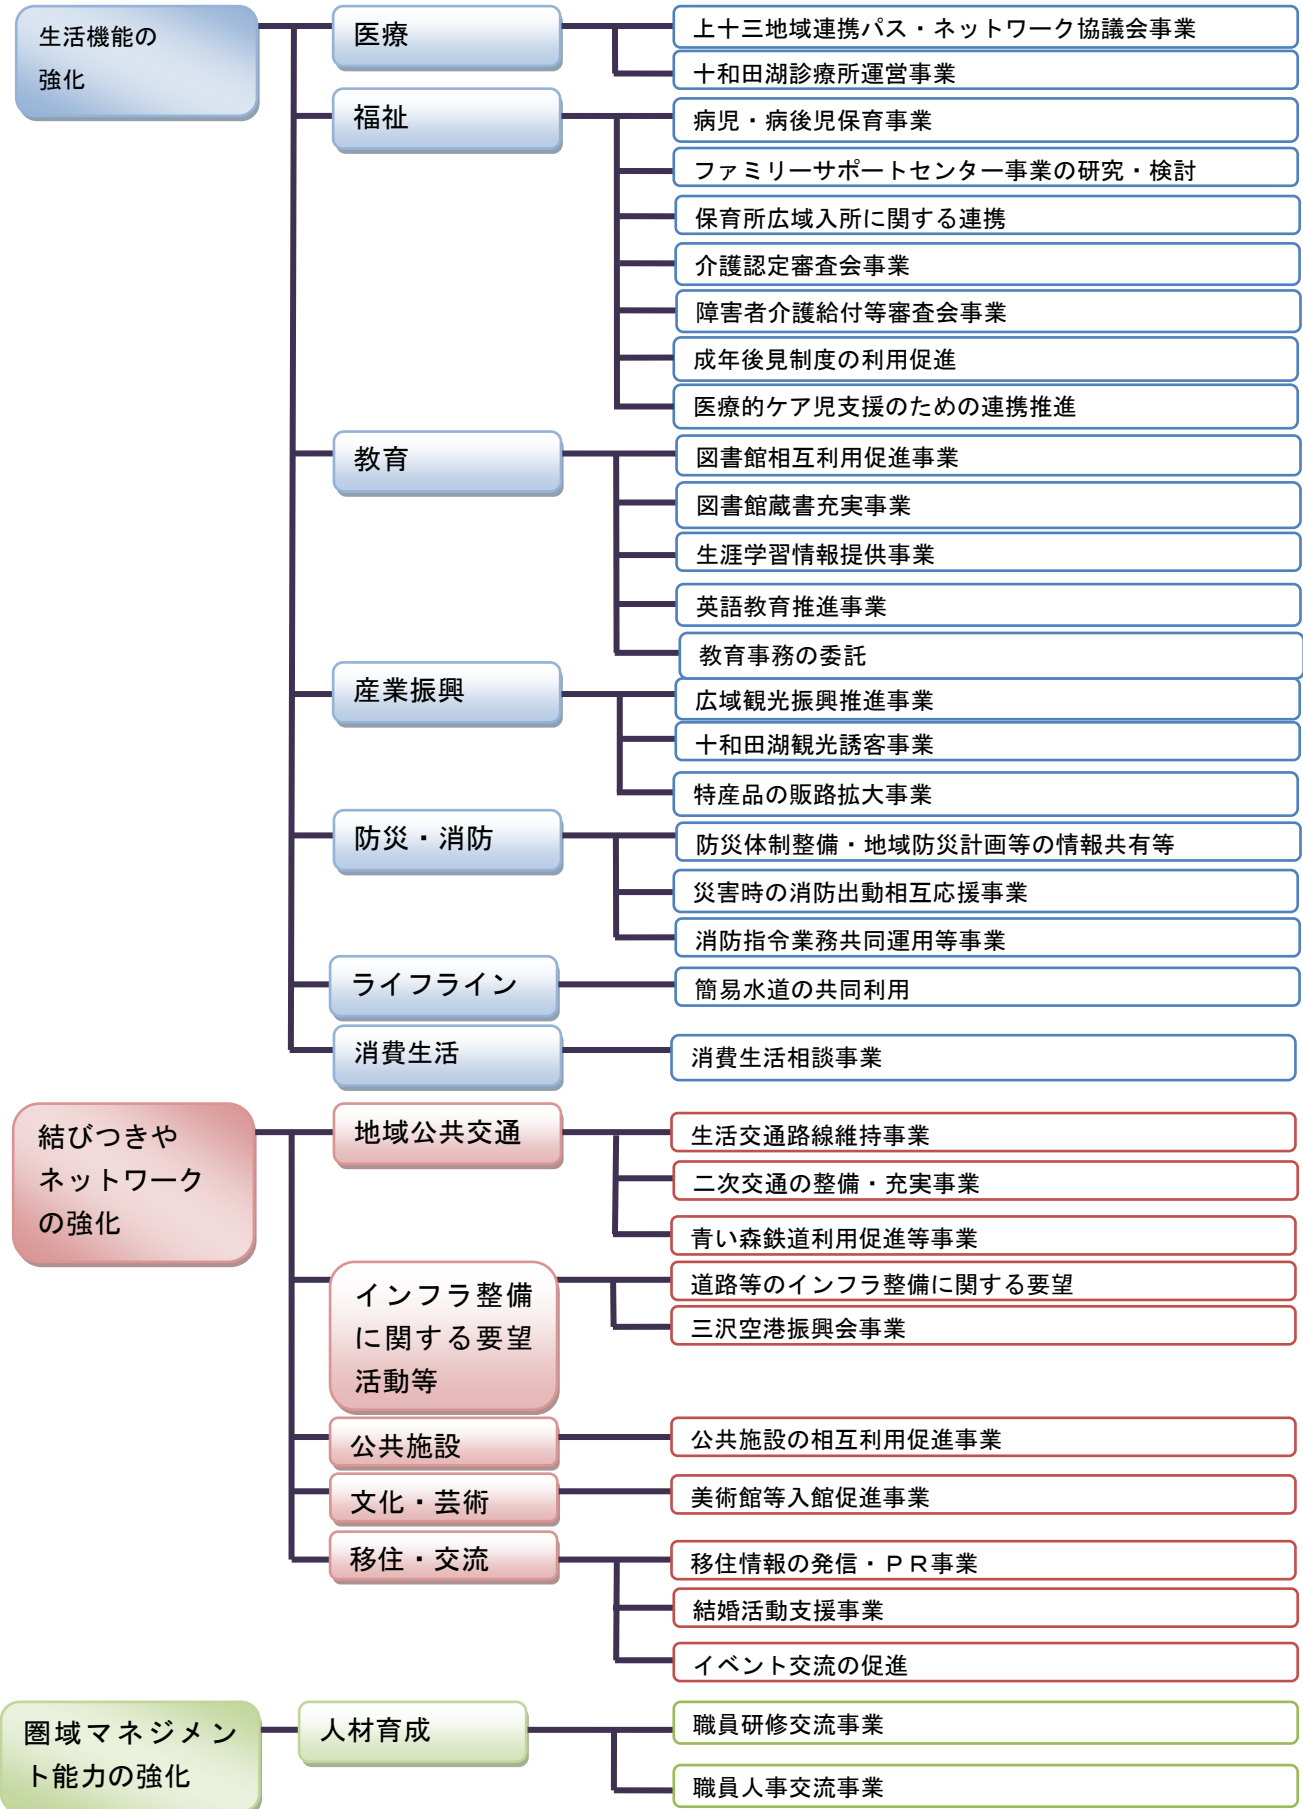 生活機能の
強化
医療
上十三地域連携パス・ネットワーク協議会事業
十和田湖診療所運営事業
福祉
病児・病後児保育事業
ファミリーサポートセンター事業の研究・検討
保育所広域入所に関する連携
介護認定審査会事業
障害者介護給付等審査会事業
成年後見制度の利用促進
医療的ケア児支援のための連携推進
教育
図書館相互利用促進事業
図書館蔵書充実事業
生涯学習情報提供事業
英語教育推進事業
教育事務の委託
産業振興
広域観光振興推進事業
十和田湖観光誘客事業
特産品の販路拡大事業
防災・消防
防災体制整備・地域防災計画等の情報共有等
災害時の消防出動相互応援事業
消防指令業務共同運用等事業
ライフライン
簡易水道の共同利用
消費生活
消費生活相談事業
結びつきや
ネットワーク
の強化
地域公共交通
生活交通路線維持事業
二次交通の整備・充実事業
青い森鉄道利用促進等事業
インフラ整備
に関する要望
活動等
道路等のインフラ整備に関する要望
三沢空港振興会事業
公共施設
公共施設の相互利用促進事業
文化・芸術
美術館等入館促進事業
移住・交流
移住情報の発信・ＰＲ事業
結婚活動支援事業
イベント交流の促進
圏域マネジメン
ト能力の強化
人材育成
職員研修交流事業
職員人事交流事業